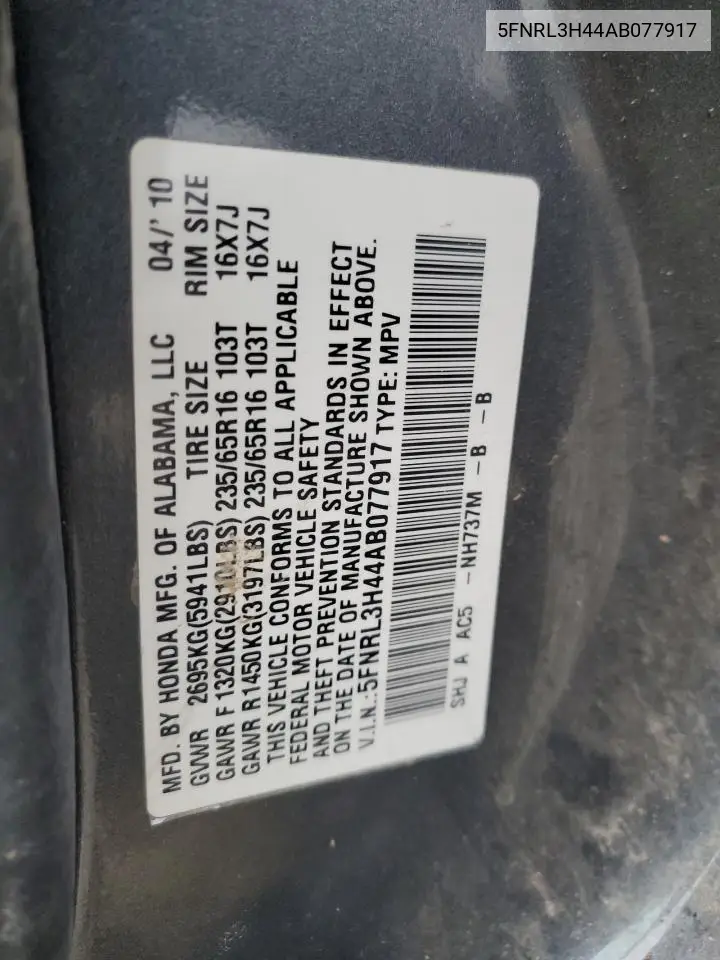 5FNRL3H44AB077917
MFD. BY HONDA MFG. OF ALABAMA, LLC 04/' 10
GVWR 2695KG(5941LBS) TIRE SIZE RIM SIZE
GAWR F 1320KG(2910LBS) 235/65R16 103T 16X7J
GAWR R1450KG(3197LBS) 235/65R16 103T 16X7J
THIS VEHICLE CONFORMS TO ALL APPLICABLE
FEDERAL MOTOR VEHICLE SAFETY
AND THEFT PREVENTION STANDARDS IN EFFECT
ON THE DATE OF MANUFACTURE SHOWN ABOVE.
V.I.N.:5FNRL3H44AB077917 TYPE: MPV
SHJ A AC5 -NH737M -B -B